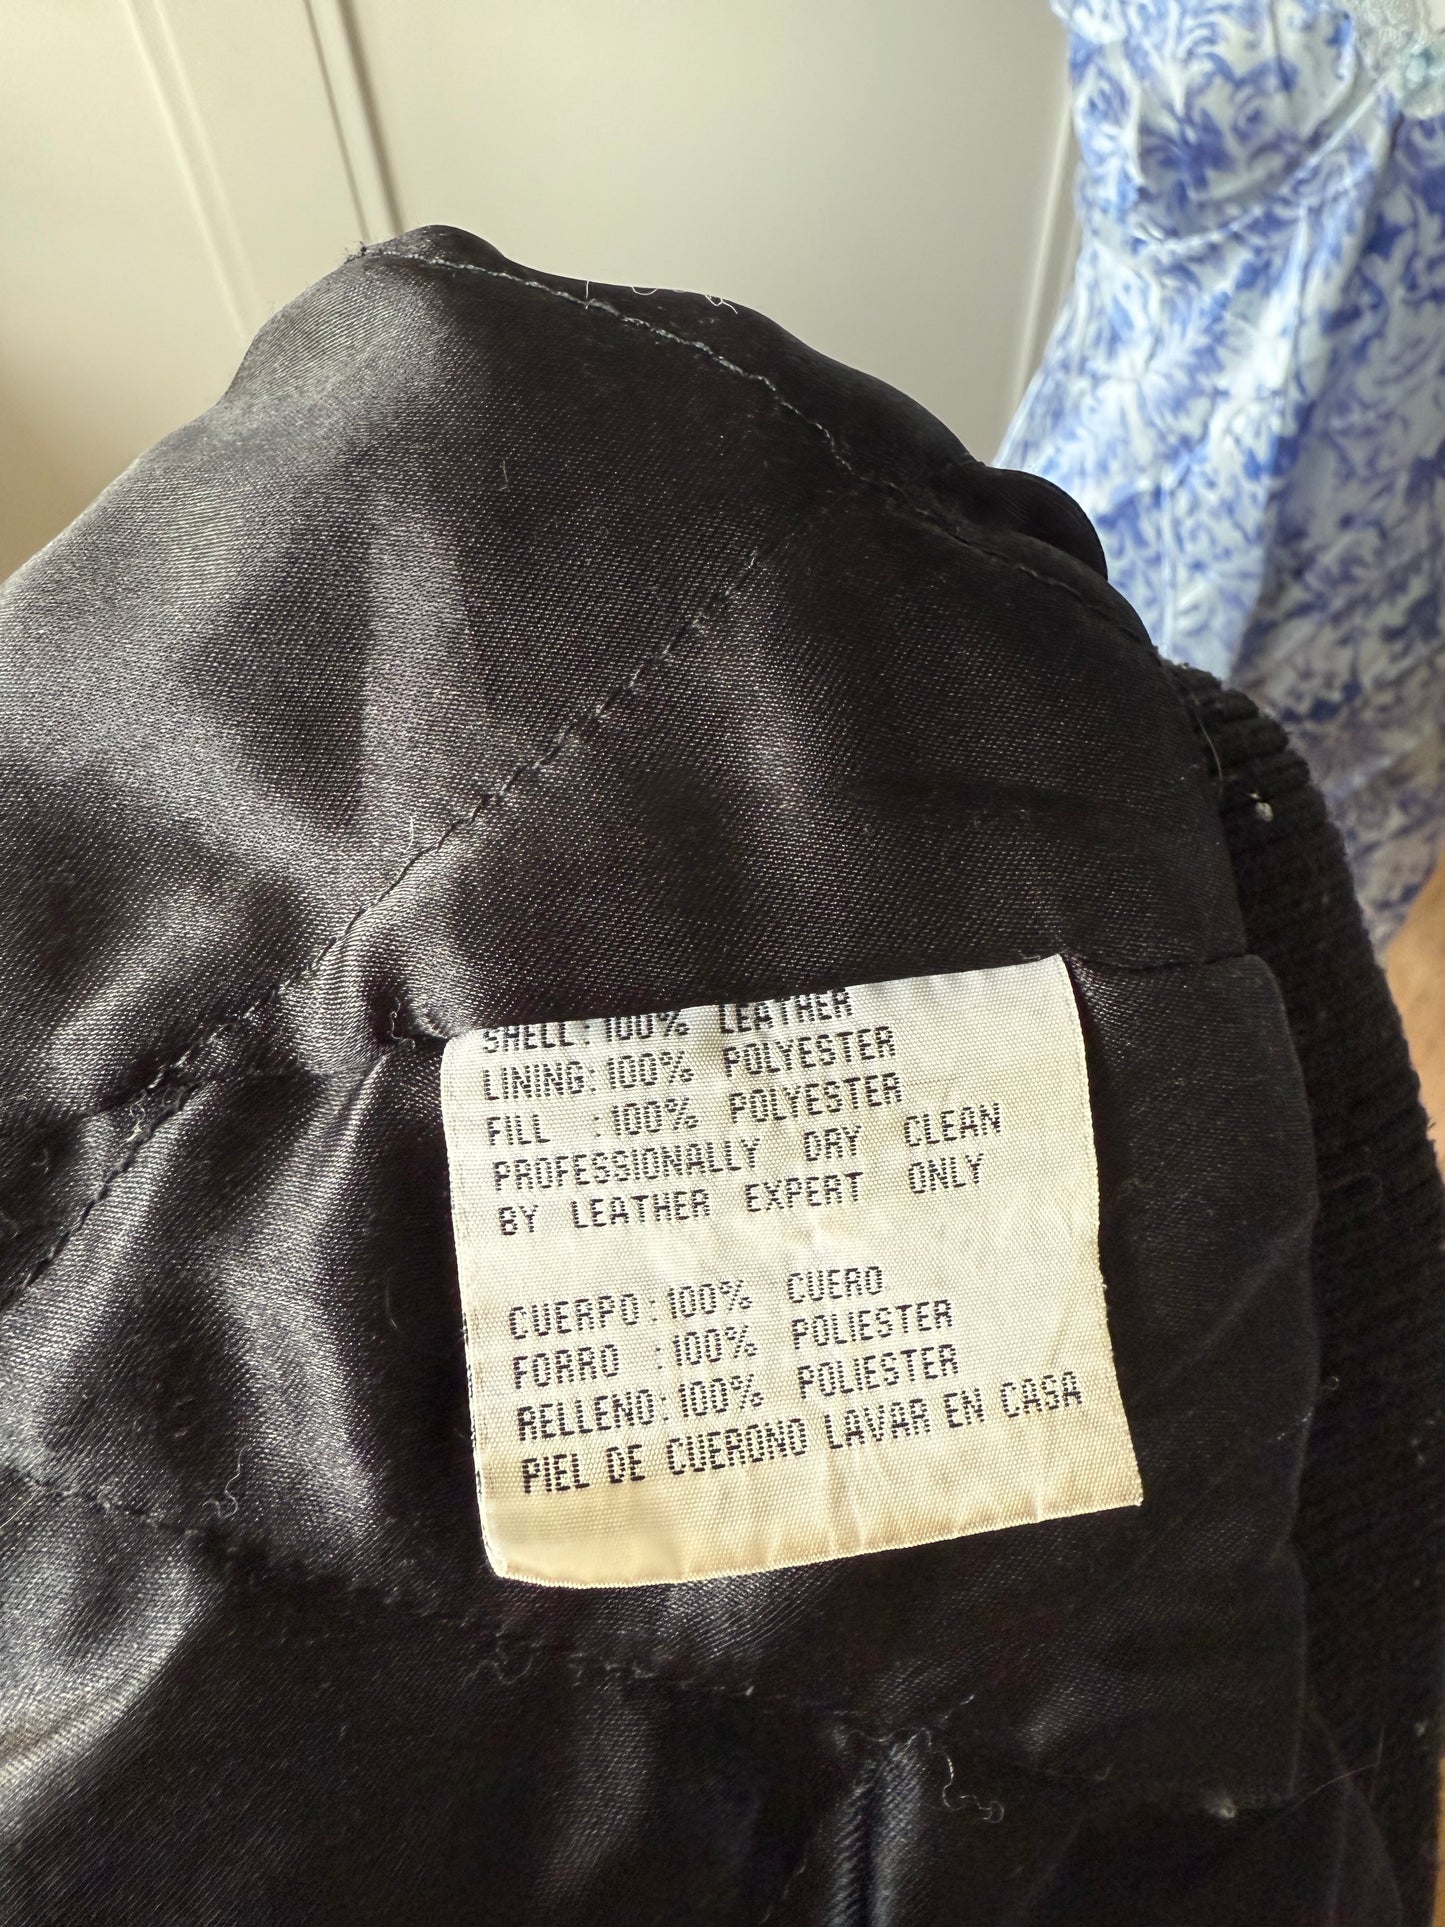 SHELL: 100% LEATHER
LINING: 100% POLYESTER
FILL : 100% POLYESTER
PROFESSIONALLY DRY CLEAN
BY LEATHER EXPERT ONLY
CUERPO: 100% CUERO
FORRO : 100% POLIESTER
RELLENO: 100% POLIESTER
PIEL DE CUERONO LAVAR EN CASA